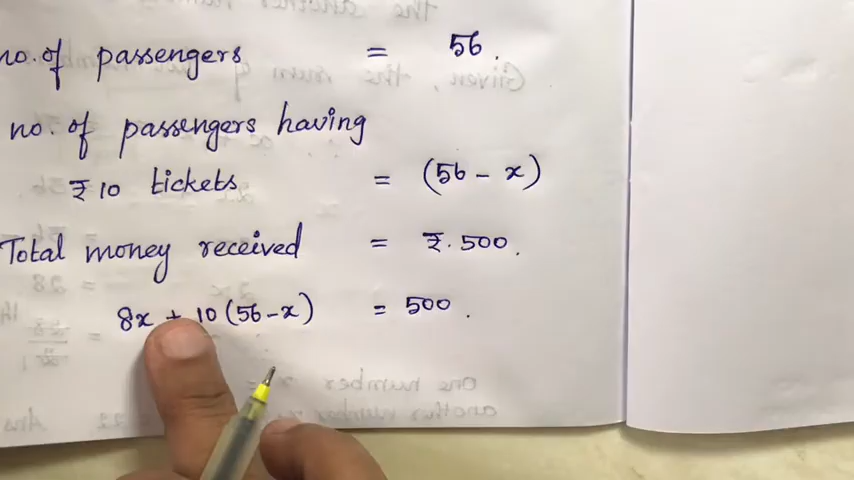 no. of passengers = 56.
no. of passengers having
₹10 tickets = (56 - x)
Total money received = ₹. 500.
8x + 10(56-x) = 500.